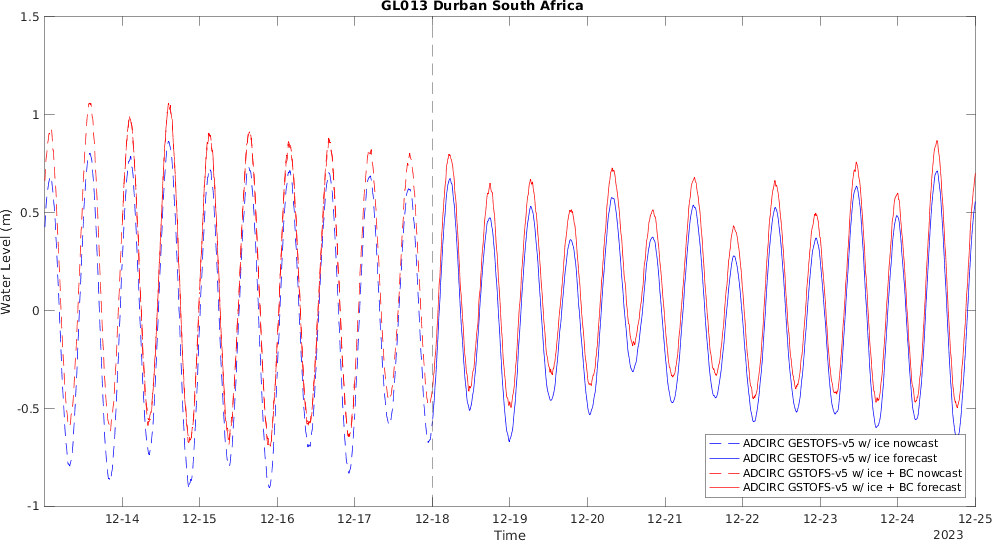 GL013 Durban South Africa
1.5
1
0.5
0
-0.5
-1
Water Level (m)
12-14 12-15 12-16 12-17 12-18 12-19 12-20 12-21 12-22 12-23 12-24 12-25
Time
2023
ADCIRC GESTOFS-v5 w/ ice nowcast
ADCIRC GESTOFS-v5 w/ ice forecast
ADCIRC GSTOFS-v5 w/ ice + BC nowcast
ADCIRC GSTOFS-v5 w/ ice + BC forecast